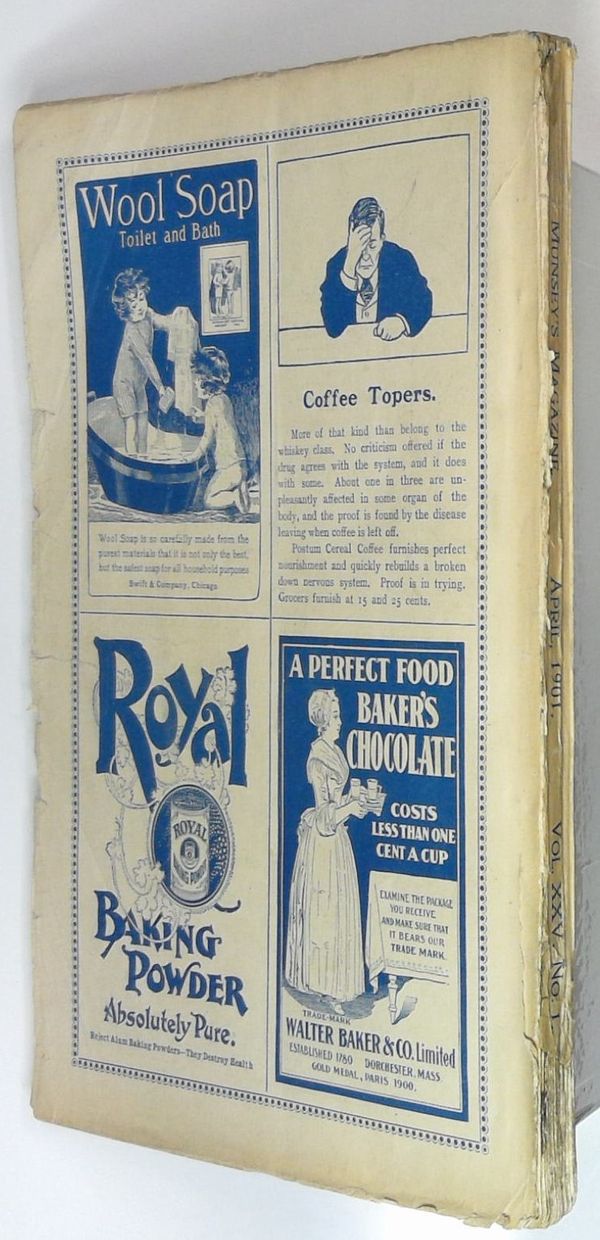 Wool Soap
Toilet and Bath
Wool Soap is so carefully made from the
purest materials that it is not only the best,
but the safest soap for all household purposes
Swift & Company, Chicago
Coffee Topers.
More of that kind than belong to the
whiskey class. No criticism offered if the
drug agrees with the system, and it does
with some. About one in three are un-
pleasantly affected in some organ of the
body, and the proof is found by the disease
leaving when coffee is left off.
Postum Cereal Coffee furnishes perfect
nourishment and quickly rebuilds a broken
down nervous system. Proof is in trying.
Grocers furnish at 15 and 25 cents.
Royal
ROYAL
BAKING
POWDER
Absolutely Pure.
Reject Alum Baking Powders—They Destroy Health
A PERFECT FOOD
BAKER'S
CHOCOLATE
COSTS
LESS THAN ONE
CENT A CUP
EXAMINE THE PACKAGE
YOU RECEIVE
AND MAKE SURE THAT
IT BEARS OUR
TRADE MARK.
TRADE-MARK
WALTER BAKER & CO. Limited
ESTABLISHED 1780 DORCHESTER, MASS.
GOLD MEDAL, PARIS 1900.
MUNSEY'S MAGAZINE APRIL, 1901. VOL. XXV, No. 1